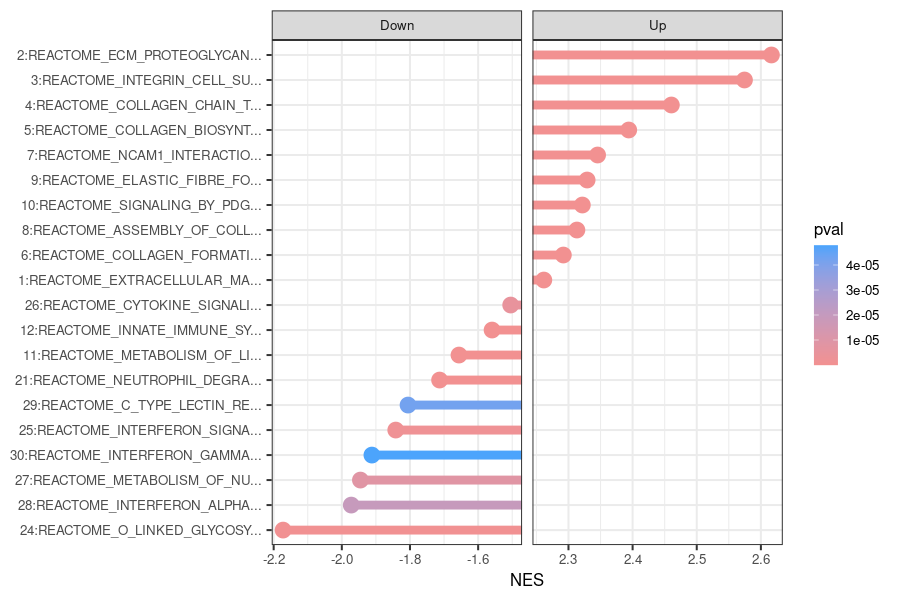 Down
Up
2:REACTOME_ECM_PROTEOGLYCAN...
3:REACTOME_INTEGRIN_CELL_SU...
4:REACTOME_COLLAGEN_CHAIN_T...
5:REACTOME_COLLAGEN_BIOSYNT...
7:REACTOME_NCAM1_INTERACTIO...
9:REACTOME_ELASTIC_FIBRE_FO...
10:REACTOME_SIGNALING_BY_PDG...
8:REACTOME_ASSEMBLY_OF_COLL...
6:REACTOME_COLLAGEN_FORMATI...
1:REACTOME_EXTRACELLULAR_MA...
26:REACTOME_CYTOKINE_SIGNALI...
12:REACTOME_INNATE_IMMUNE_SY...
11:REACTOME_METABOLISM_OF_LI...
21:REACTOME_NEUTROPHIL_DEGRA...
29:REACTOME_C_TYPE_LECTIN_RE...
25:REACTOME_INTERFERON_SIGNA...
30:REACTOME_INTERFERON_GAMMA...
27:REACTOME_METABOLISM_OF_NU...
28:REACTOME_INTERFERON_ALPHA...
24:REACTOME_O_LINKED_GLYCOSY...
-2.2 -2.0 -1.8 -1.6 2.3 2.4 2.5 2.6
NES
pval
4e-05
3e-05
2e-05
1e-05